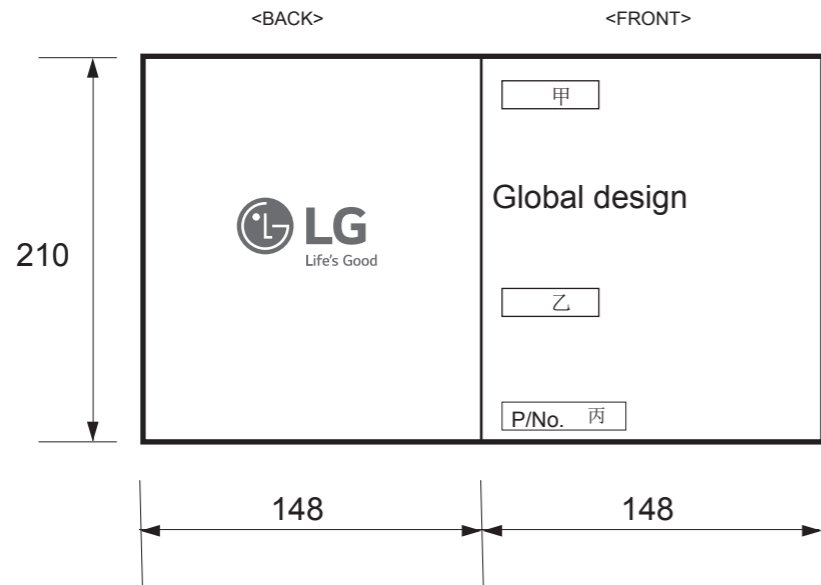 <BACK>
<FRONT>
甲
Global design
LG
Life's Good
210
乙
P/No. 丙
148
148